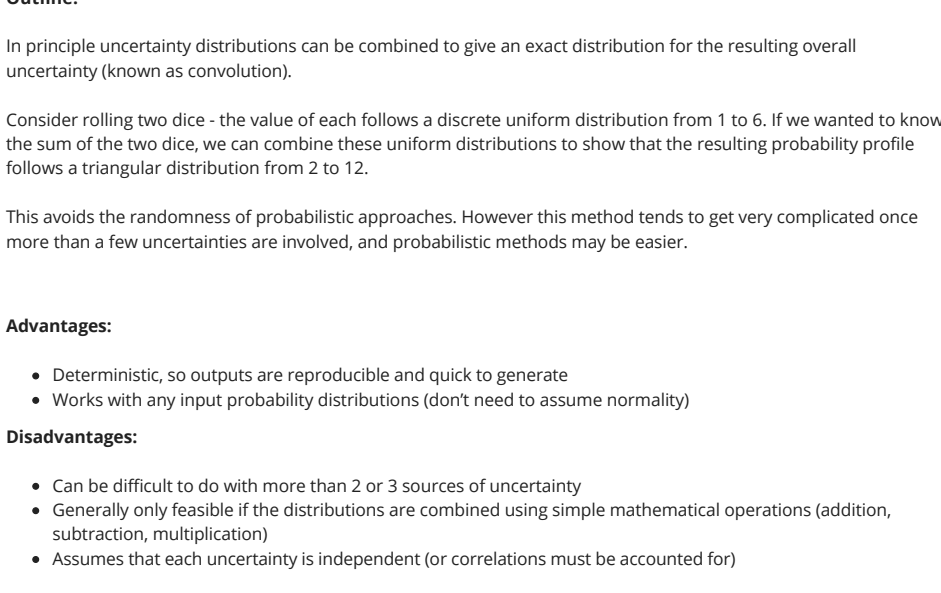 Outline:
In principle uncertainty distributions can be combined to give an exact distribution for the resulting overall
uncertainty (known as convolution).
Consider rolling two dice - the value of each follows a discrete uniform distribution from 1 to 6. If we wanted to know
the sum of the two dice, we can combine these uniform distributions to show that the resulting probability profile
follows a triangular distribution from 2 to 12.
This avoids the randomness of probabilistic approaches. However this method tends to get very complicated once
more than a few uncertainties are involved, and probabilistic methods may be easier.
Advantages:
• Deterministic, so outputs are reproducible and quick to generate
• Works with any input probability distributions (don’t need to assume normality)
Disadvantages:
• Can be difficult to do with more than 2 or 3 sources of uncertainty
• Generally only feasible if the distributions are combined using simple mathematical operations (addition,
subtraction, multiplication)
• Assumes that each uncertainty is independent (or correlations must be accounted for)